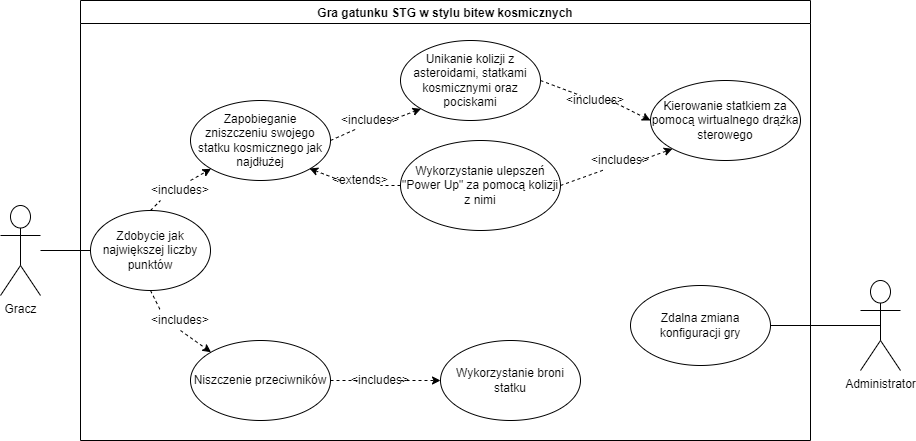 Gra gatunku STG w stylu bitew kosmicznych
Unikanie kolizji z
asteroidami, statkami
kosmicznymi oraz
pociskami
<includes>
Kierowanie statkiem za
pomocą wirtualnego drążka
sterowego
Zapobieganie
zniszczeniu swojego
statku kosmicznego jak
najdłużej
<includes>
<includes>
Wykorzystanie ulepszeń
"Power Up" za pomocą kolizji
z nimi
<extends>
<includes>
Zdobycie jak
największej liczby
punktów
Gracz
<includes>
Zdalna zmiana
konfiguracji gry
Administrator
Niszczenie przeciwników
<includes>
Wykorzystanie broni
statku